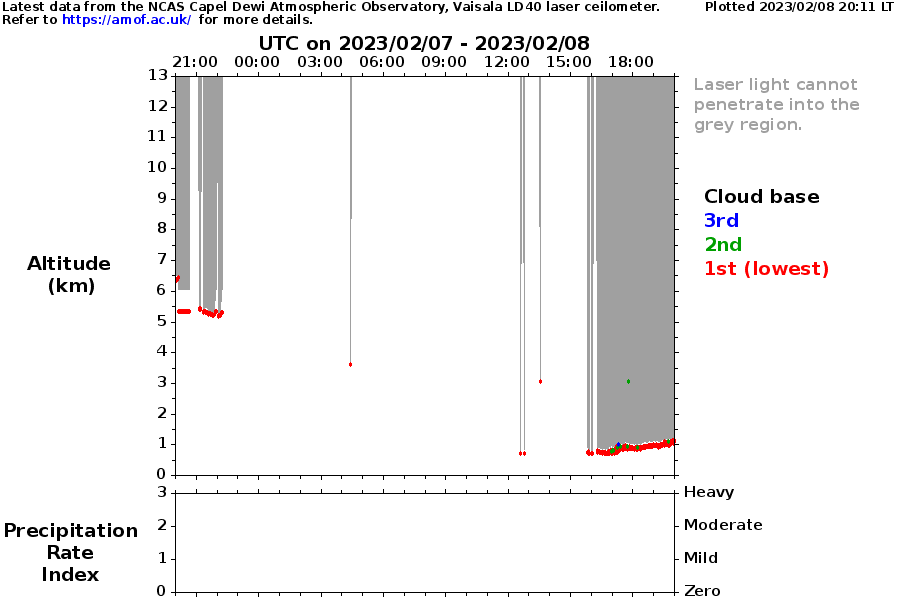 Latest data from the NCAS Capel Dewi Atmospheric Observatory, Vaisala LD40 laser ceilometer.
Plotted 2023/02/08 20:11 LT
Refer to https://amof.ac.uk/ for more details.
UTC on 2023/02/07 - 2023/02/08
21:00 00:00 03:00 06:00 09:00 12:00 15:00 18:00
13
12
11
10
9
8
7
6
5
4
3
2
1
0
Altitude
(km)
Laser light cannot
penetrate into the
grey region.
Cloud base
3rd
2nd
1st (lowest)
3
2
1
0
Precipitation
Rate
Index
Heavy
Moderate
Mild
Zero